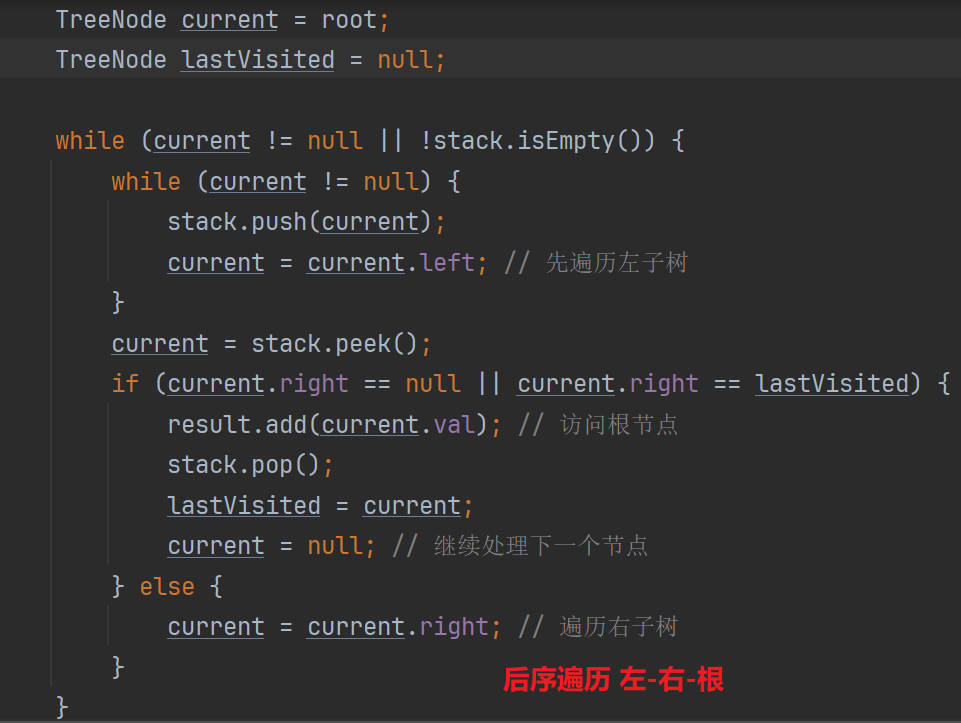 TreeNode current = root;
TreeNode lastVisited = null;
while (current != null || !stack.isEmpty()) {
while (current != null) {
stack.push(current);
current = current.left; // 先遍历左子树
}
current = stack.peek();
if (current.right == null || current.right == lastVisited) {
result.add(current.val); // 访问根节点
stack.pop();
lastVisited = current;
current = null; // 继续处理下一个节点
} else {
current = current.right; // 遍历右子树
}
后序遍历 左-右-根
}